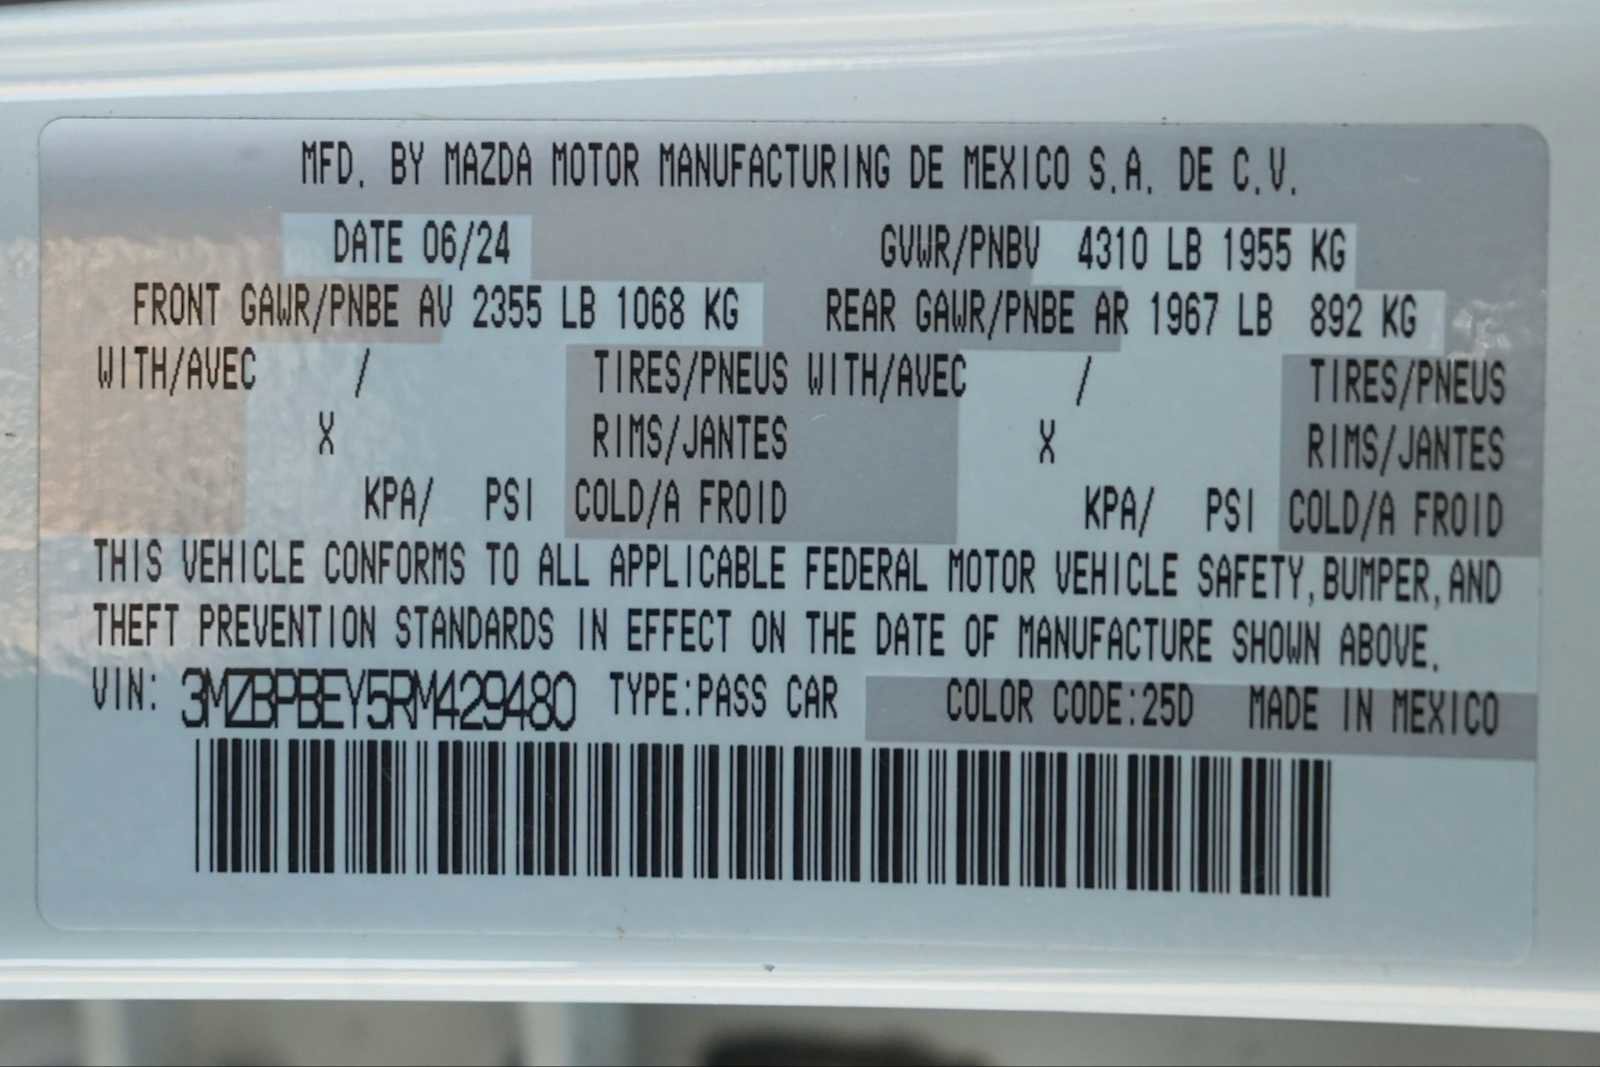 MFD. BY MAZDA MOTOR MANUFACTURING DE MEXICO S.A. DE C.V.
DATE 06/24 GVWR/PNBV 4310 LB 1955 KG
FRONT GAWR/PNBE AV 2355 LB 1068 KG REAR GAWR/PNBE AR 1967 LB 892 KG
WITH/AVEC / TIRES/PNEUS WITH/AVEC / TIRES/PNEUS
X RIMS/JANTES X RIMS/JANTES
KPA/ PSI COLD/A FROID KPA/ PSI COLD/A FROID
THIS VEHICLE CONFORMS TO ALL APPLICABLE FEDERAL MOTOR VEHICLE SAFETY,BUMPER,AND
THEFT PREVENTION STANDARDS IN EFFECT ON THE DATE OF MANUFACTURE SHOWN ABOVE.
VIN: 3MZBPBEY5RM429480 TYPE:PASS CAR COLOR CODE:25D MADE IN MEXICO